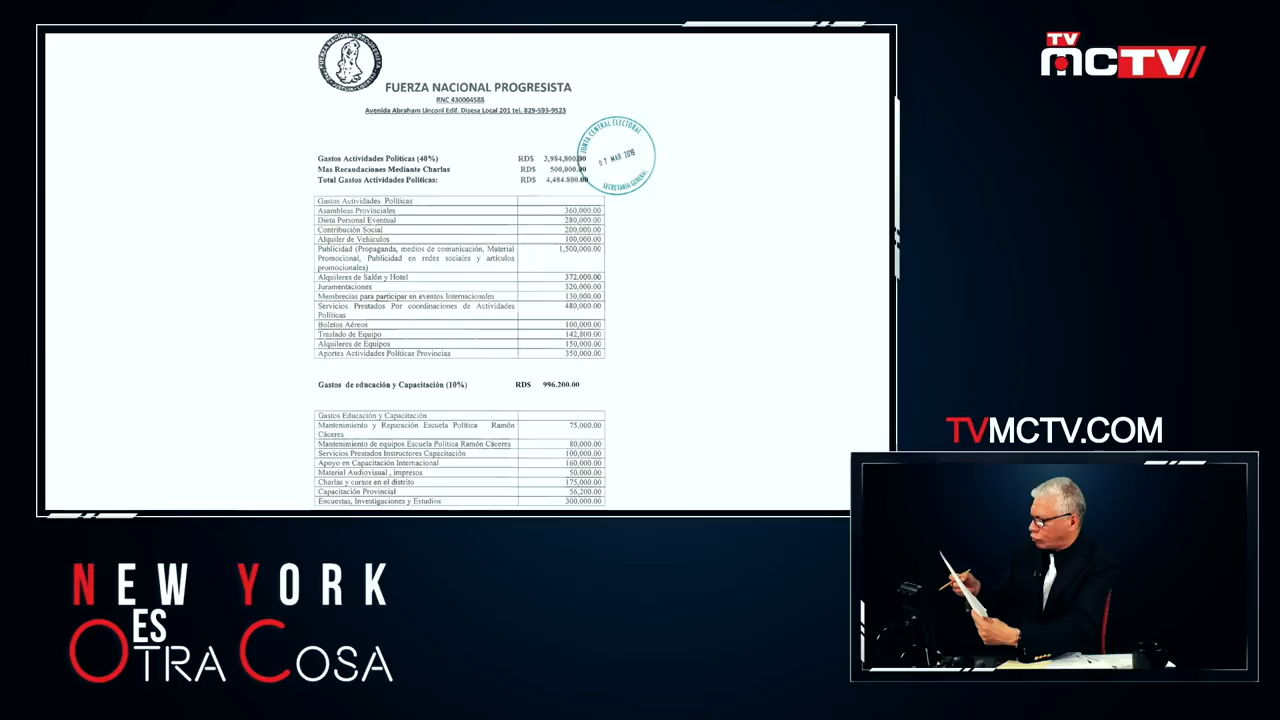 FUERZA NACIONAL PROGRESISTA
RNC 430004588
Avenida Abraham Linconl Edif. Disesa Local 201 tel, 829-593-9523
JUNTA CENTRAL ELECTORAL
07 MAR 2019
SECRETARIA GENERAL
Gastos Actividades Políticas (40%) RD$ 3,984,800.00
Mas Recaudaciones Mediante Charlas RD$ 500,000.00
Total Gastos Actividades Políticas: RD$ 4,484.800.00
Gastos Actividades Políticas
Asambleas Provinciales 360,000.00
Dieta Personal Eventual 280,000.00
Contribución Social 200,000.00
Alquiler de Vehículos 100,000.00
Publicidad (Propaganda, medios de comunicación, Material 1,500,000.00
Promocional, Publicidad en redes sociales y artículos
promocionales)
Alquileres de Salón y Hotel 372,000.00
Juramentaciones 320,000.00
Membrecías para participar en eventos Internacionales 130,000.00
Servicios Prestados Por coordinaciones de Actividades 480,000.00
Políticas
Boletos Aéreos 100,000.00
Traslado de Equipo 142,800.00
Alquileres de Equipos 150,000.00
Aportes Actividades Políticas Provincias 350,000.00
Gastos de educación y Capacitación (10%) RD$ 996,200.00
Gastos Educación y Capacitación
Mantenimiento y Reparación Escuela Política Ramón 75,000.00
Cáceres
Mantenimiento de equipos Escuela Política Ramón Cáceres 80,000.00
Servicios Prestados Instructores Capacitación 100,000.00
Apoyo en Capacitación Internacional 160,000.00
Material Audiovisual , impresos 50,000.00
Charlas y cursos en el distrito 175,000.00
Capacitación Provincial 56,200.00
Encuestas, Investigaciones y Estudios 300,000.00
TV
MCTV
TVMCTV.COM
NEW YORK
ES
OTRA COSA